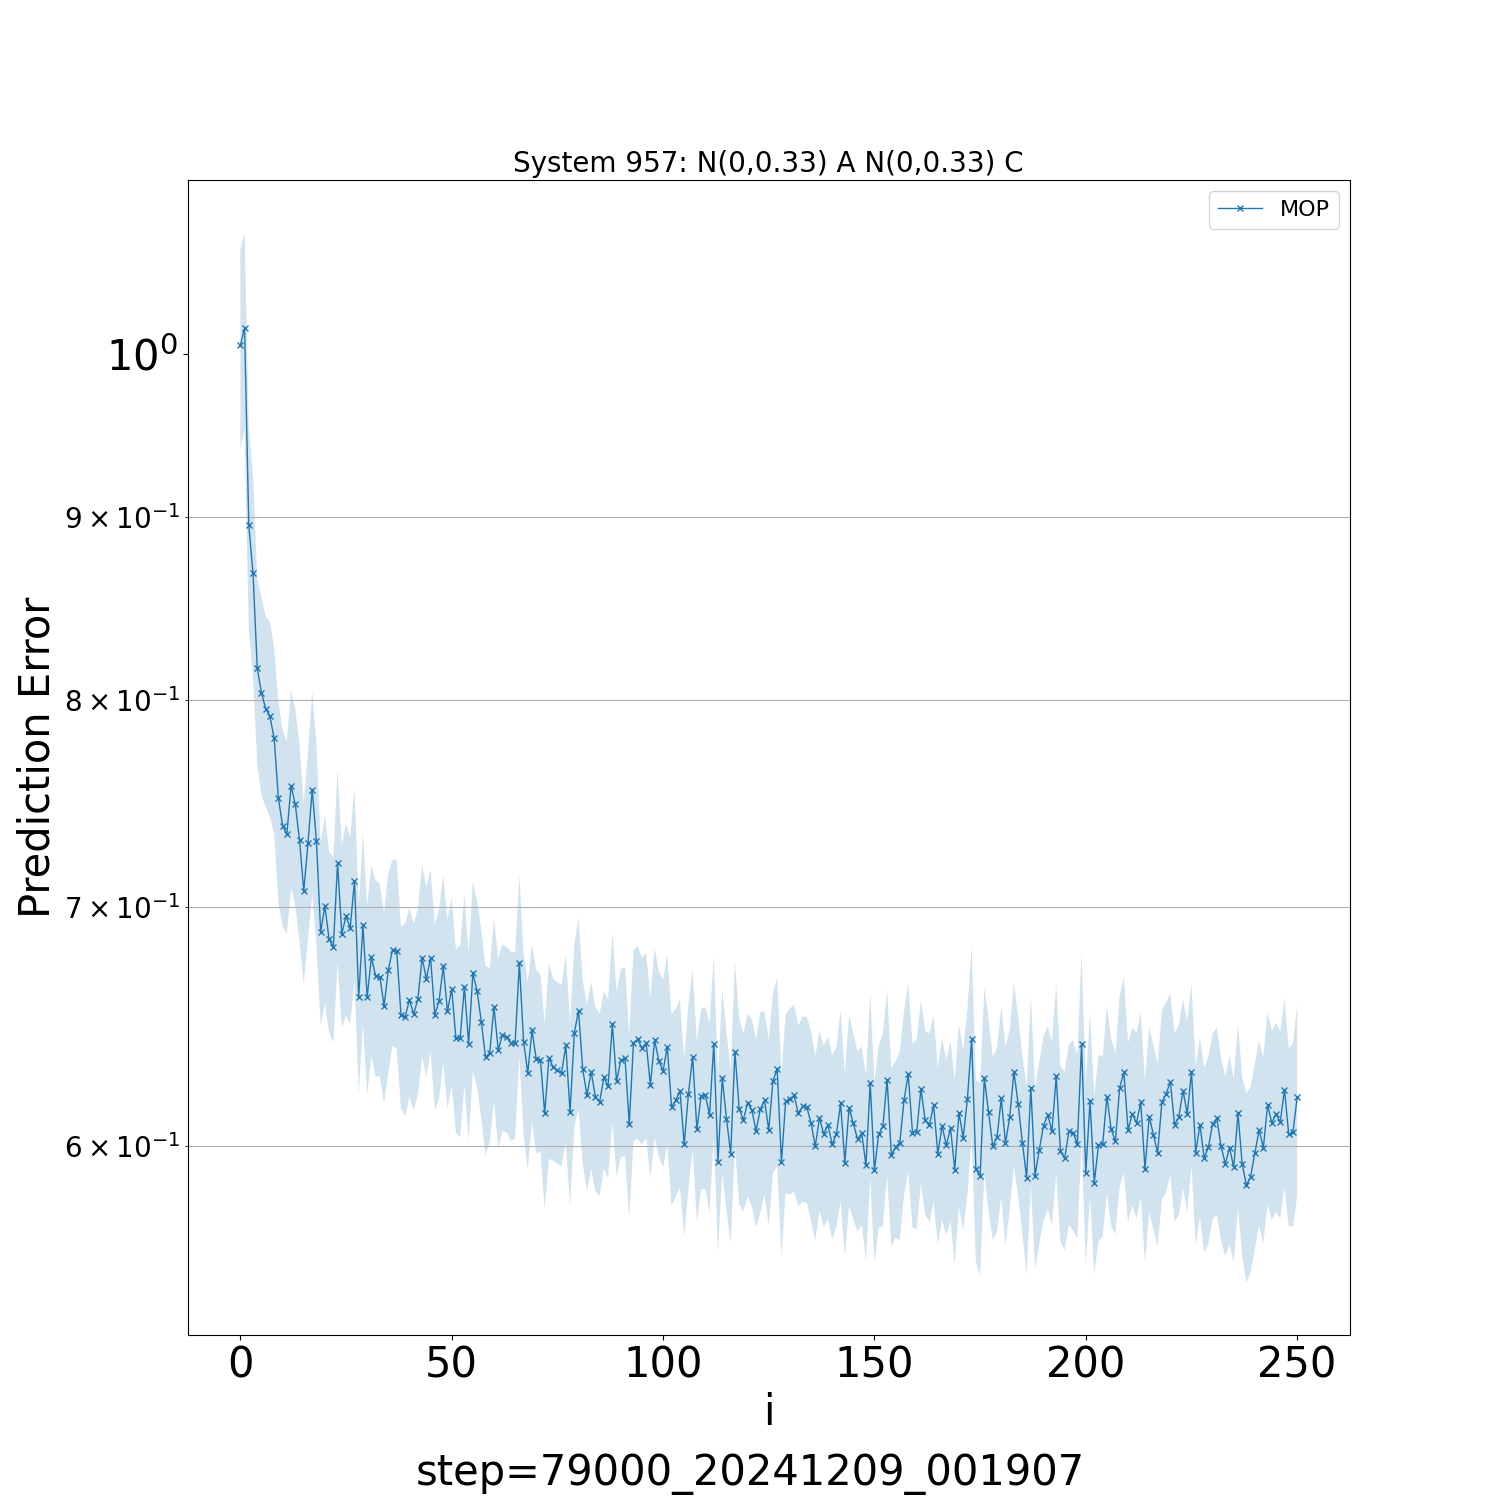 System 957: N(0,0.33) A N(0,0.33) C
MOP
10⁰
9 × 10⁻¹
8 × 10⁻¹
7 × 10⁻¹
6 × 10⁻¹
Prediction Error
0 50 100 150 200 250
i
step=79000_20241209_001907